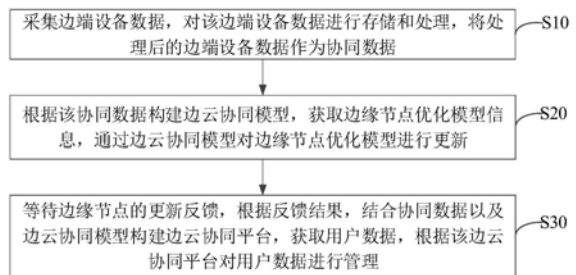 采集边端设备数据，对该边端设备数据进行存储和处理，将处
理后的边端设备数据作为协同数据
S10
根据该协同数据构建边云协同模型，获取边缘节点优化模型信
息，通过边云协同模型对边缘节点优化模型进行更新
S20
等待边缘节点的更新反馈，根据反馈结果，结合协同数据以及
边云协同模型构建边云协同平台，获取用户数据，根据该边云
协同平台对用户数据进行管理
S30